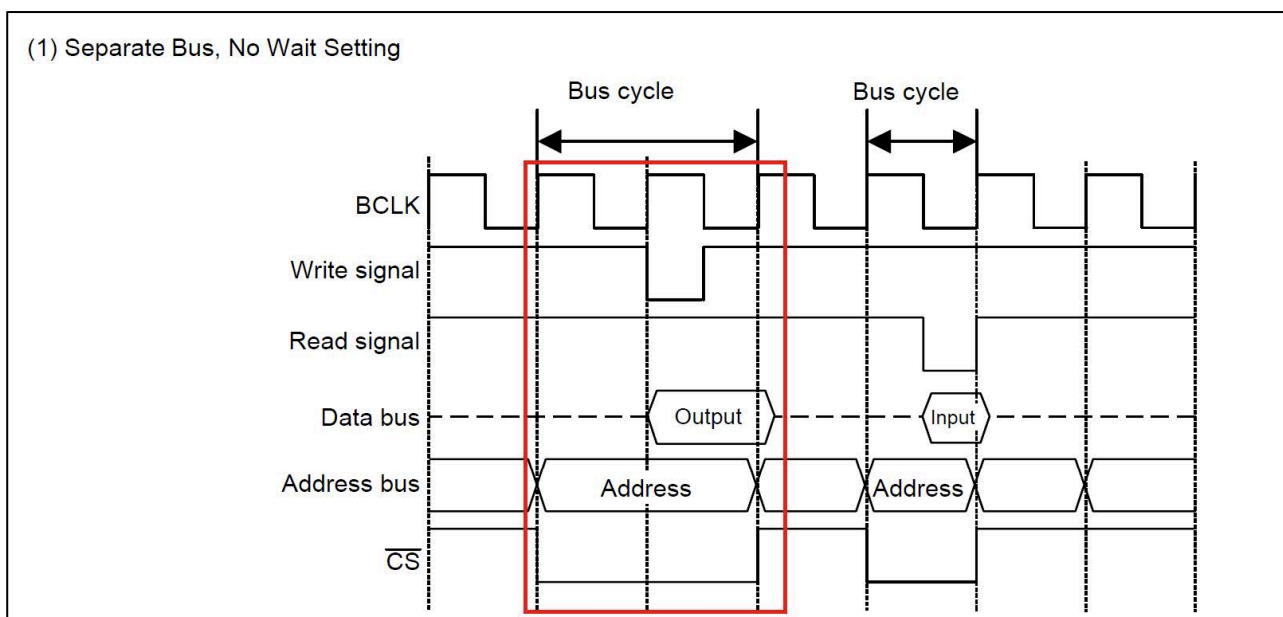 (1) Separate Bus, No Wait Setting
Bus cycle Bus cycle
BCLK
Write signal
Read signal
Data bus Output Input
Address bus Address Address
CS